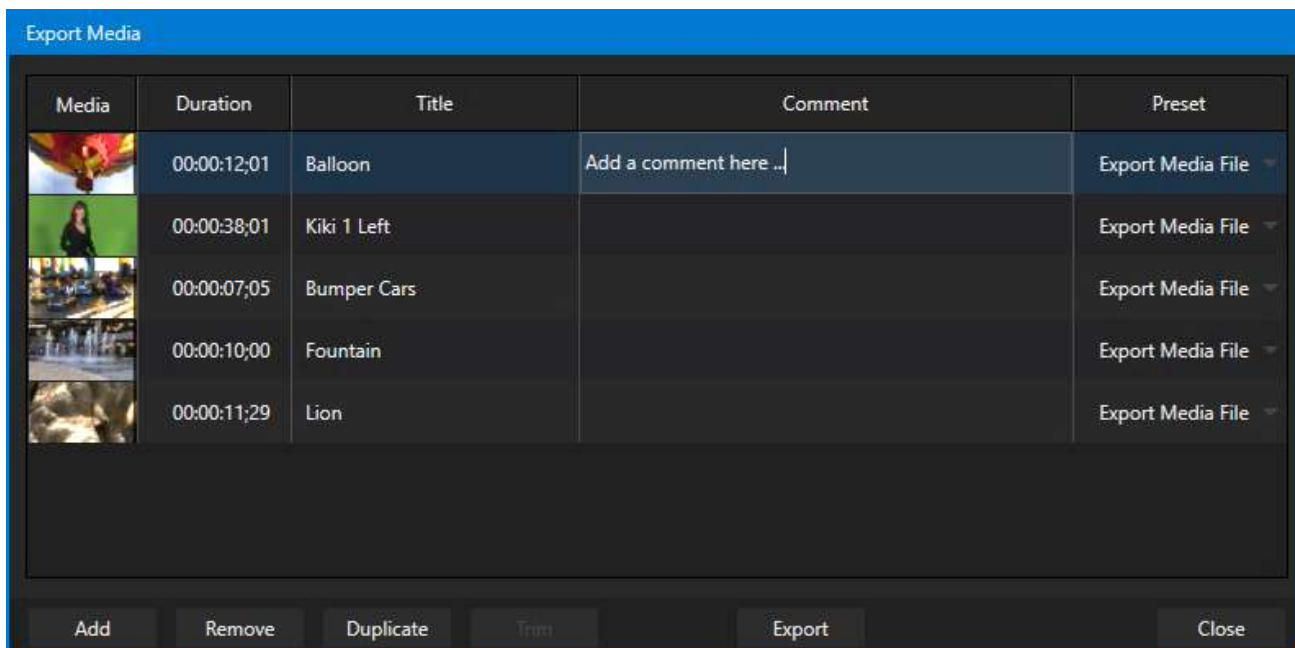 Export Media
Media Duration Title Comment Preset
00:00:12;01 Balloon Add a comment here ... Export Media File
00:00:38;01 Kiki 1 Left Export Media File
00:00:07;05 Bumper Cars Export Media File
00:00:10;00 Fountain Export Media File
00:00:11;29 Lion Export Media File
Add Remove Duplicate Trim Export Close